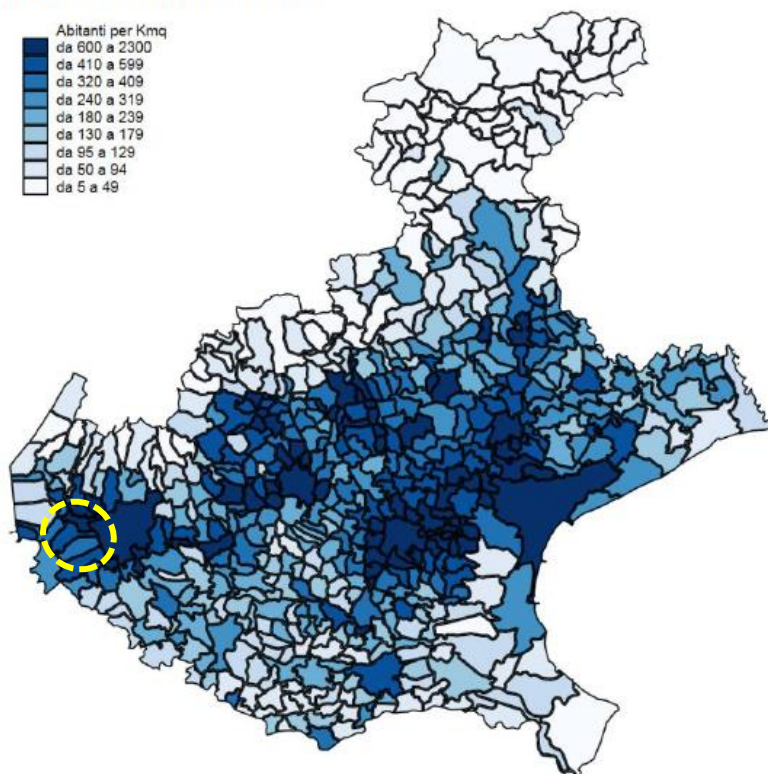 Abitanti per Kmq
da 600 a 2300
da 410 a 599
da 320 a 409
da 240 a 319
da 180 a 239
da 130 a 179
da 95 a 129
da 50 a 94
da 5 a 49